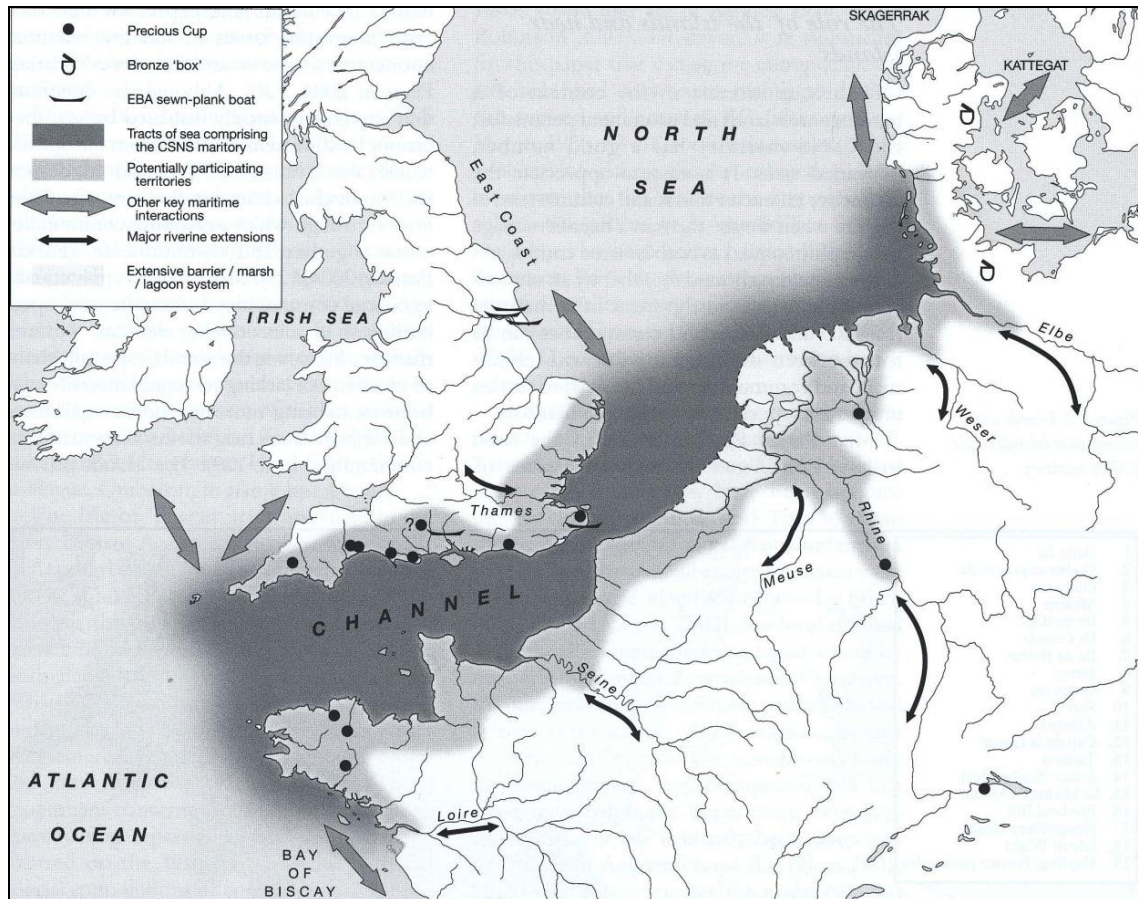 Precious Cup
Bronze 'box'
EBA sewn-plank boat
Tracts of sea comprising
the CSNS maritory
Potentially participating
territories
Other key maritime
interactions
Major riverine extensions
Extensive barrier / marsh
/ lagoon system
SKAGERRAK
KATTEGAT
NORTH
SEA
East Coast
IRISH SEA
Elbe
Weser
Thames
?
Rhine
Meuse
CHANNEL
Seine
ATLANTIC
OCEAN
Loire
BAY
OF
BISCAY